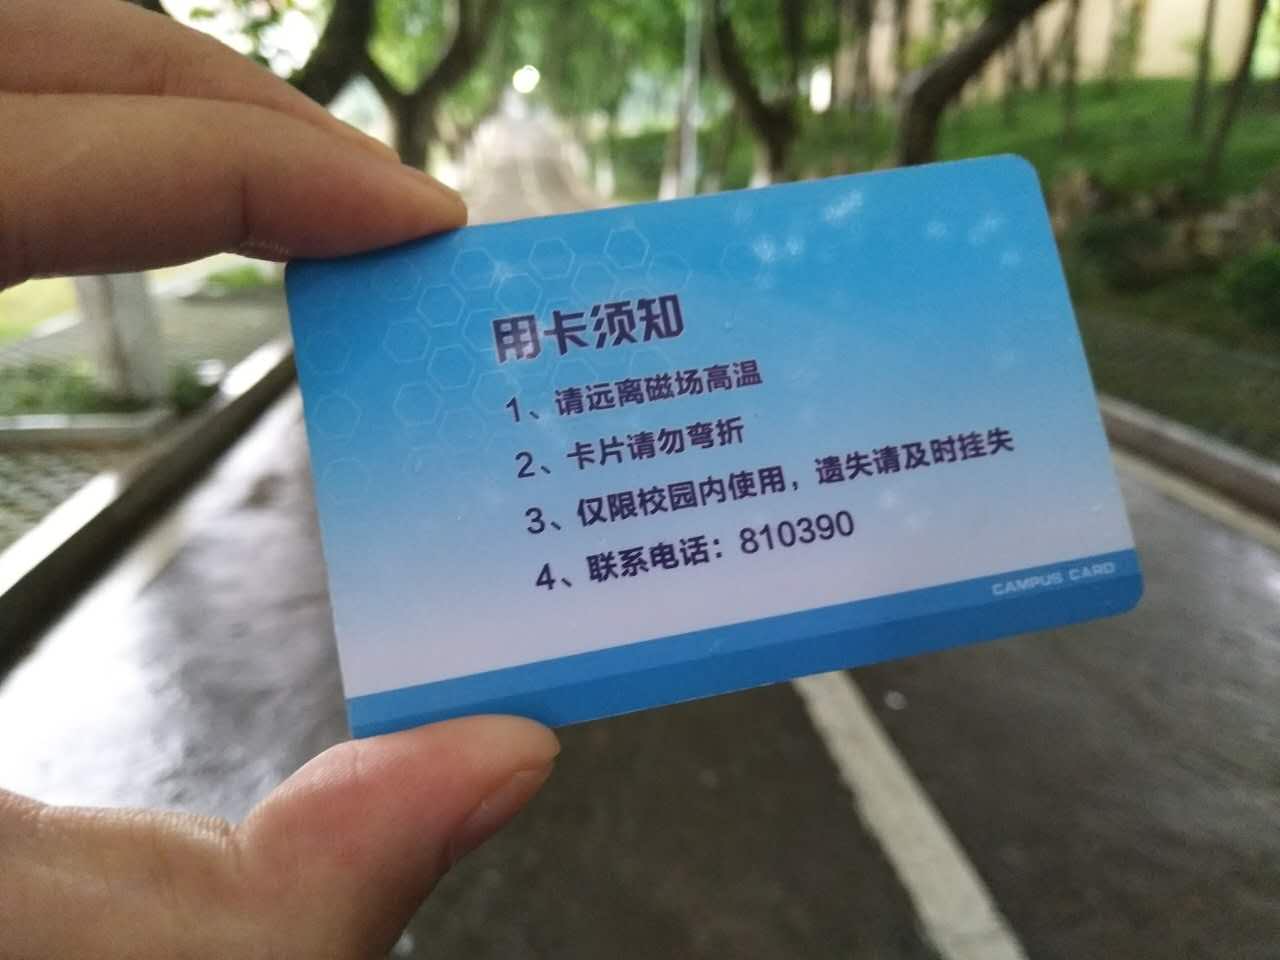 用卡须知
1、请远离磁场高温
2、卡片请勿弯折
3、仅限校园内使用，遗失请及时挂失
4、联系电话：810390
CAMPUS CARD